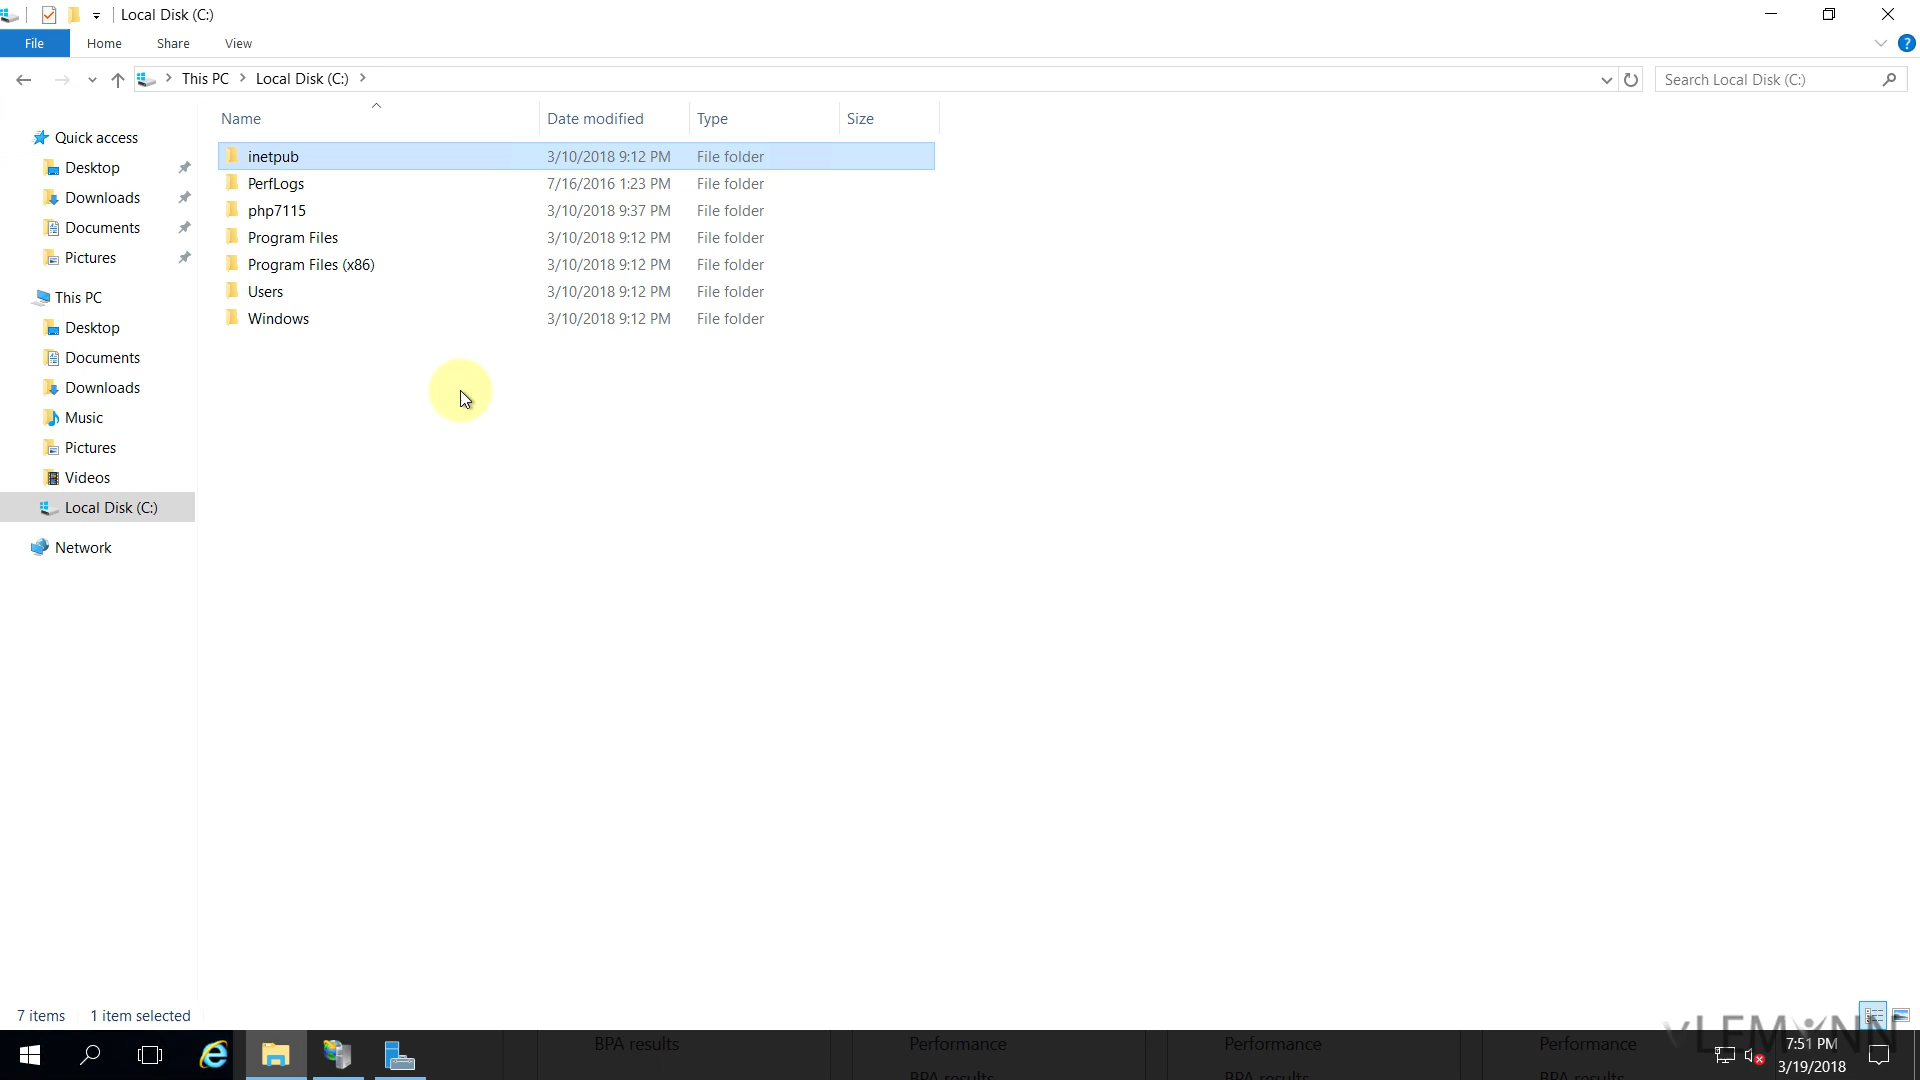 Local Disk (C:)
File Home Share View
This PC Local Disk (C:)
Search Local Disk (C:)
Name Date modified Type Size
Quick access
Desktop
Downloads
Documents
Pictures
This PC
Desktop
Documents
Downloads
Music
Pictures
Videos
Local Disk (C:)
Network
inetpub 3/10/2018 9:12 PM File folder
PerfLogs 7/16/2016 1:23 PM File folder
php7115 3/10/2018 9:37 PM File folder
Program Files 3/10/2018 9:12 PM File folder
Program Files (x86) 3/10/2018 9:12 PM File folder
Users 3/10/2018 9:12 PM File folder
Windows 3/10/2018 9:12 PM File folder
7 items 1 item selected
BPA results Performance Performance Performance
BPA results BPA results BPA results
7:51 PM
3/19/2018